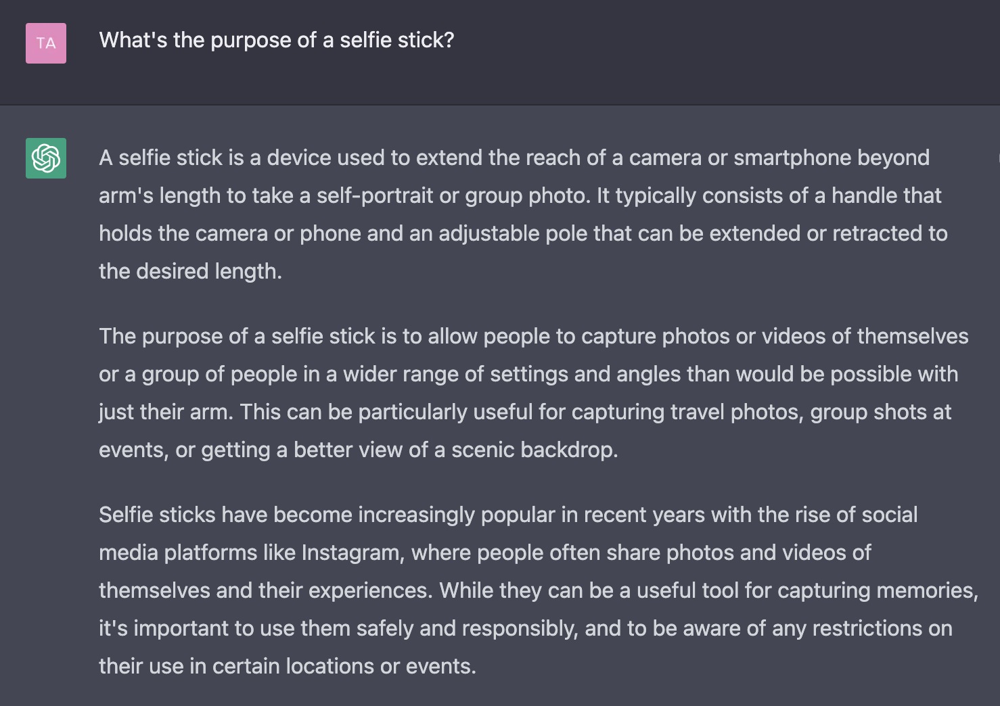 TA
What's the purpose of a selfie stick?
A selfie stick is a device used to extend the reach of a camera or smartphone beyond
arm's length to take a self-portrait or group photo. It typically consists of a handle that
holds the camera or phone and an adjustable pole that can be extended or retracted to
the desired length.
The purpose of a selfie stick is to allow people to capture photos or videos of themselves
or a group of people in a wider range of settings and angles than would be possible with
just their arm. This can be particularly useful for capturing travel photos, group shots at
events, or getting a better view of a scenic backdrop.
Selfie sticks have become increasingly popular in recent years with the rise of social
media platforms like Instagram, where people often share photos and videos of
themselves and their experiences. While they can be a useful tool for capturing memories,
it's important to use them safely and responsibly, and to be aware of any restrictions on
their use in certain locations or events.